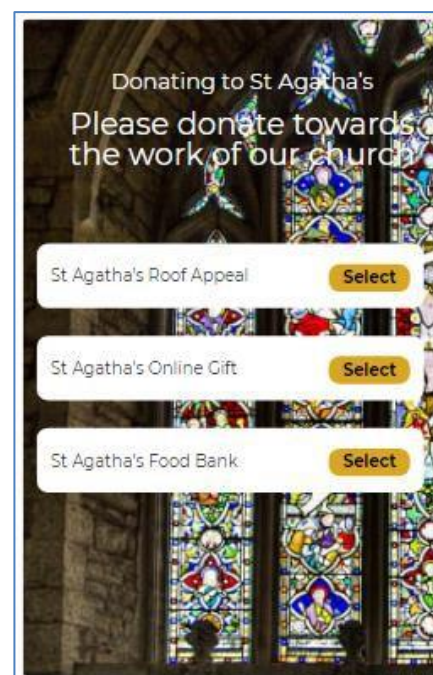 Donating to St Agatha's
Please donate towards
the work of our church
St Agatha's Roof Appeal
Select
St Agatha's Online Gift
Select
St Agatha's Food Bank
Select